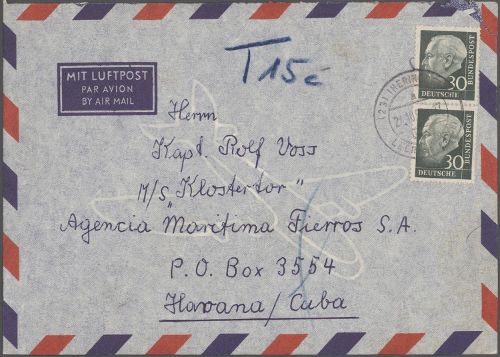 T 15 c
MIT LUFTPOST
PAR AVION
BY AIR MAIL
30
DEUTSCHE
BUNDESPOST
30
DEUTSCHE
BUNDESPOST
Herrn
Kapt. Rolf Voss
M/S „Klostertor"
Agencia Maritima Fierros S.A.
P.O. Box 3554
Havana/Cuba